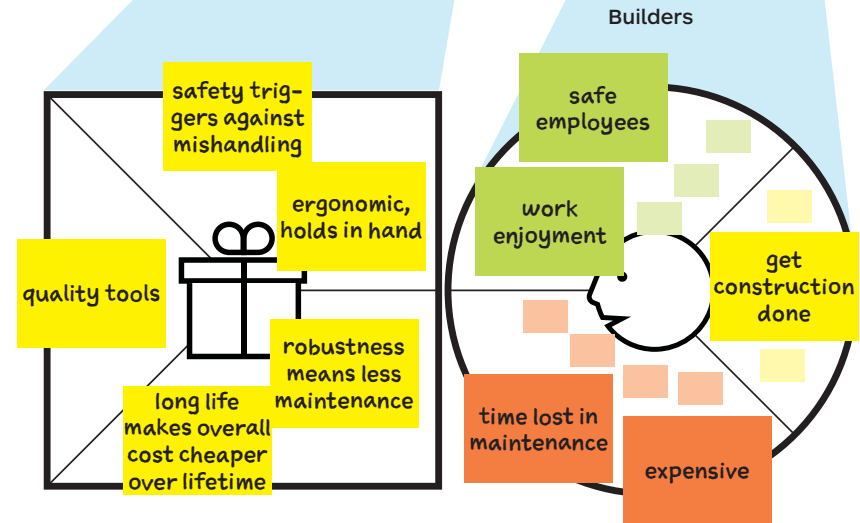 Builders
safety trig-
gers against
mishandling
ergonomic,
holds in hand
quality tools
robustness
means less
maintenance
long life
makes overall
cost cheaper
over lifetime
safe
employees
work
enjoyment
get
construction
done
time lost in
maintenance
expensive